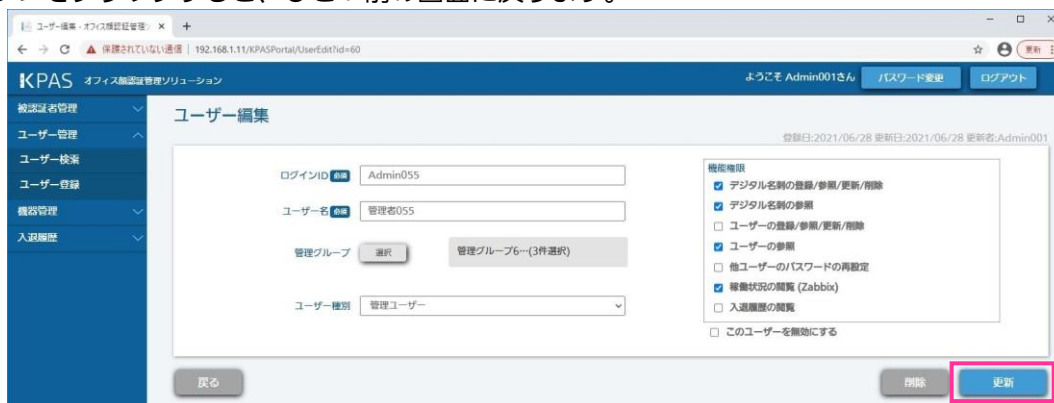 ユーザー編集 - オフィス顔認証管理
保護されていない通信 | 192.168.1.11/KPASPortal/UserEdit?id=60
更新
KPAS オフィス顔認証管理ソリューション
ようこそ Admin001さん
パスワード変更
ログアウト
被認証者管理
ユーザー管理
ユーザー検索
ユーザー登録
機器管理
入退履歴
ユーザー編集
登録日:2021/06/28 更新日:2021/06/28 更新者:Admin001
ログインID 必須 Admin055
ユーザー名 必須 管理者055
管理グループ 選択 管理グループ6…(3件選択)
ユーザー種別 管理ユーザー
機能権限
デジタル名刺の登録/参照/更新/削除
デジタル名刺の参照
ユーザーの登録/参照/更新/削除
ユーザーの参照
他ユーザーのパスワードの再設定
稼働状況の閲覧 (Zabbix)
入退履歴の閲覧
このユーザーを無効にする
戻る
削除
更新